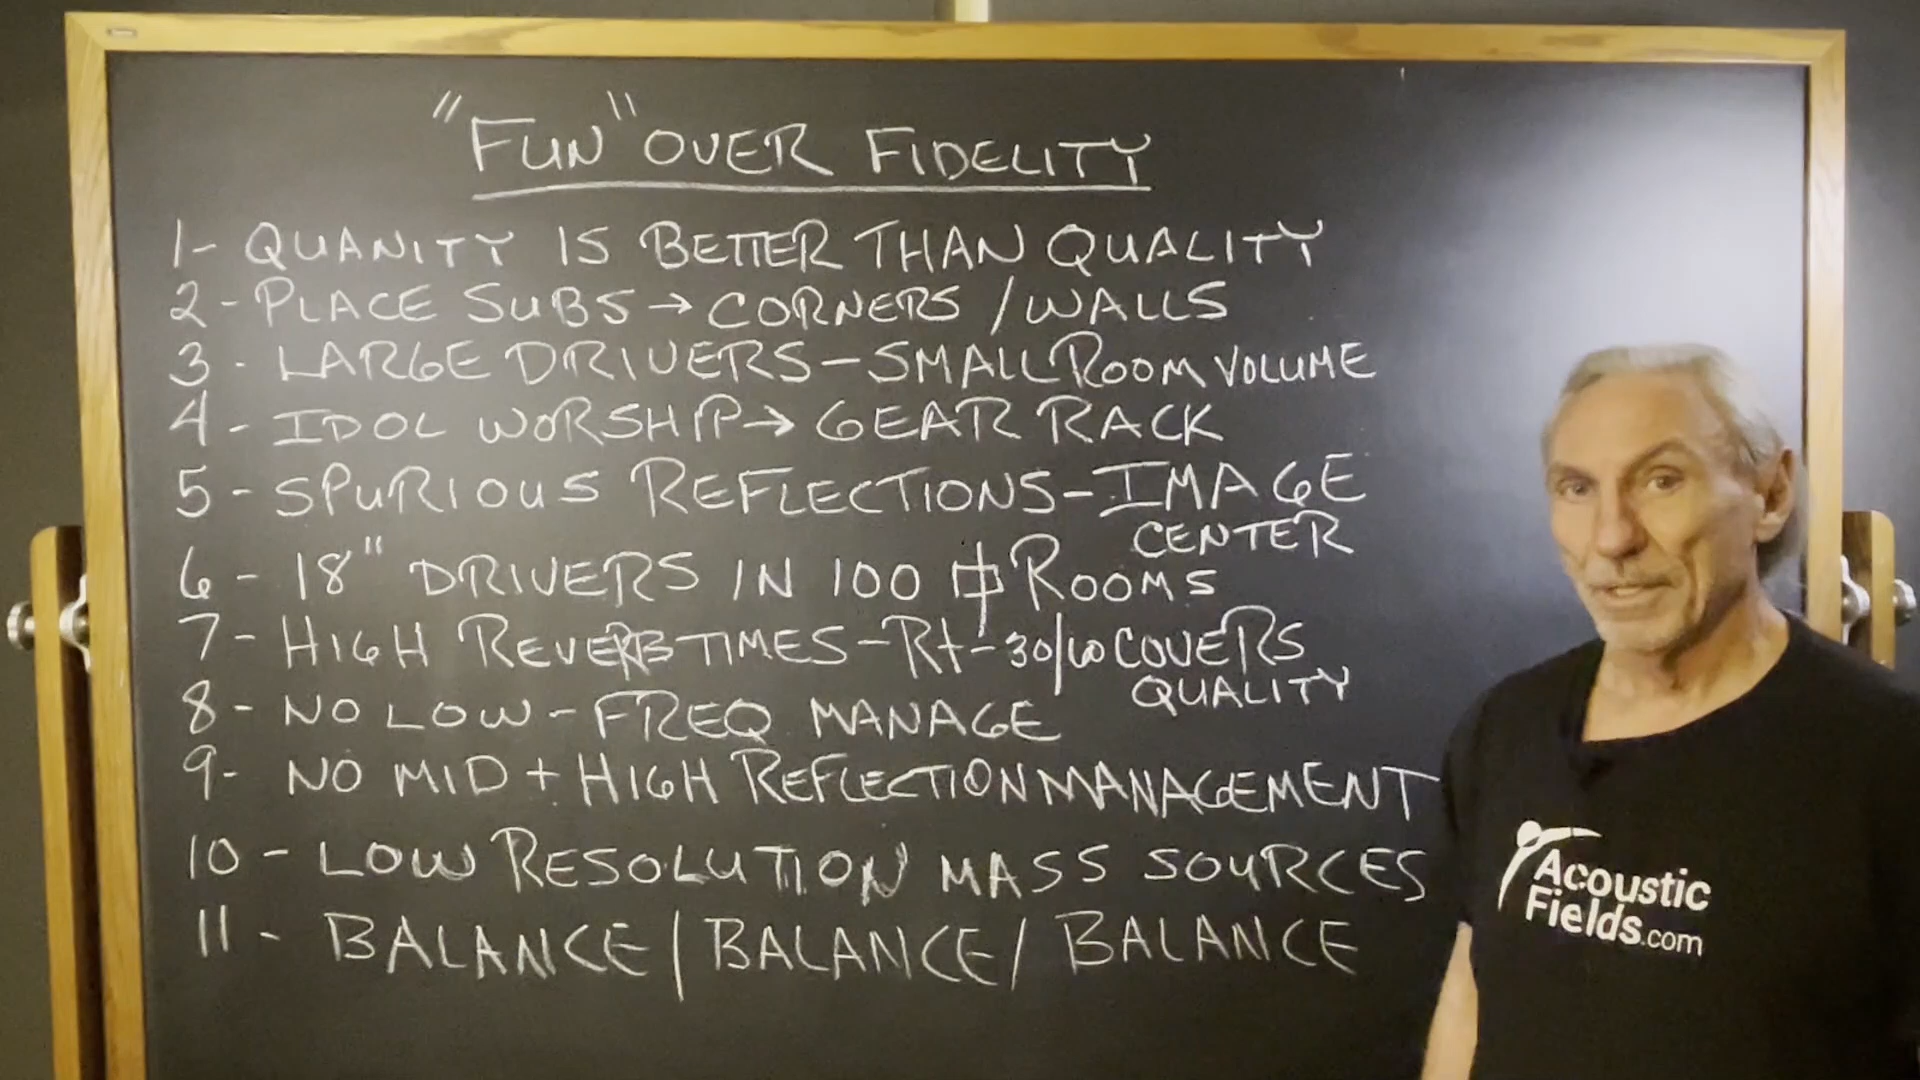 "FUN" OVER FIDELITY
1- QUANITY IS BETTER THAN QUALITY
2- PLACE SUBS → CORNERS / WALLS
3- LARGE DRIVERS - SMALL ROOM VOLUME
4- IDOL WORSHIP → GEAR RACK
5- SPURIOUS REFLECTIONS - IMAGE
CENTER
6- 18" DRIVERS IN 100 ROOMS
7- HIGH REVERB TIMES - Rt - 30/60 COVERS
QUALITY
8- NO LOW - FREQ MANAGE
9- NO MID + HIGH REFLECTION MANAGEMENT
10- LOW RESOLUTION MASS SOURCES
11- BALANCE / BALANCE / BALANCE
Acoustic
Fields.com